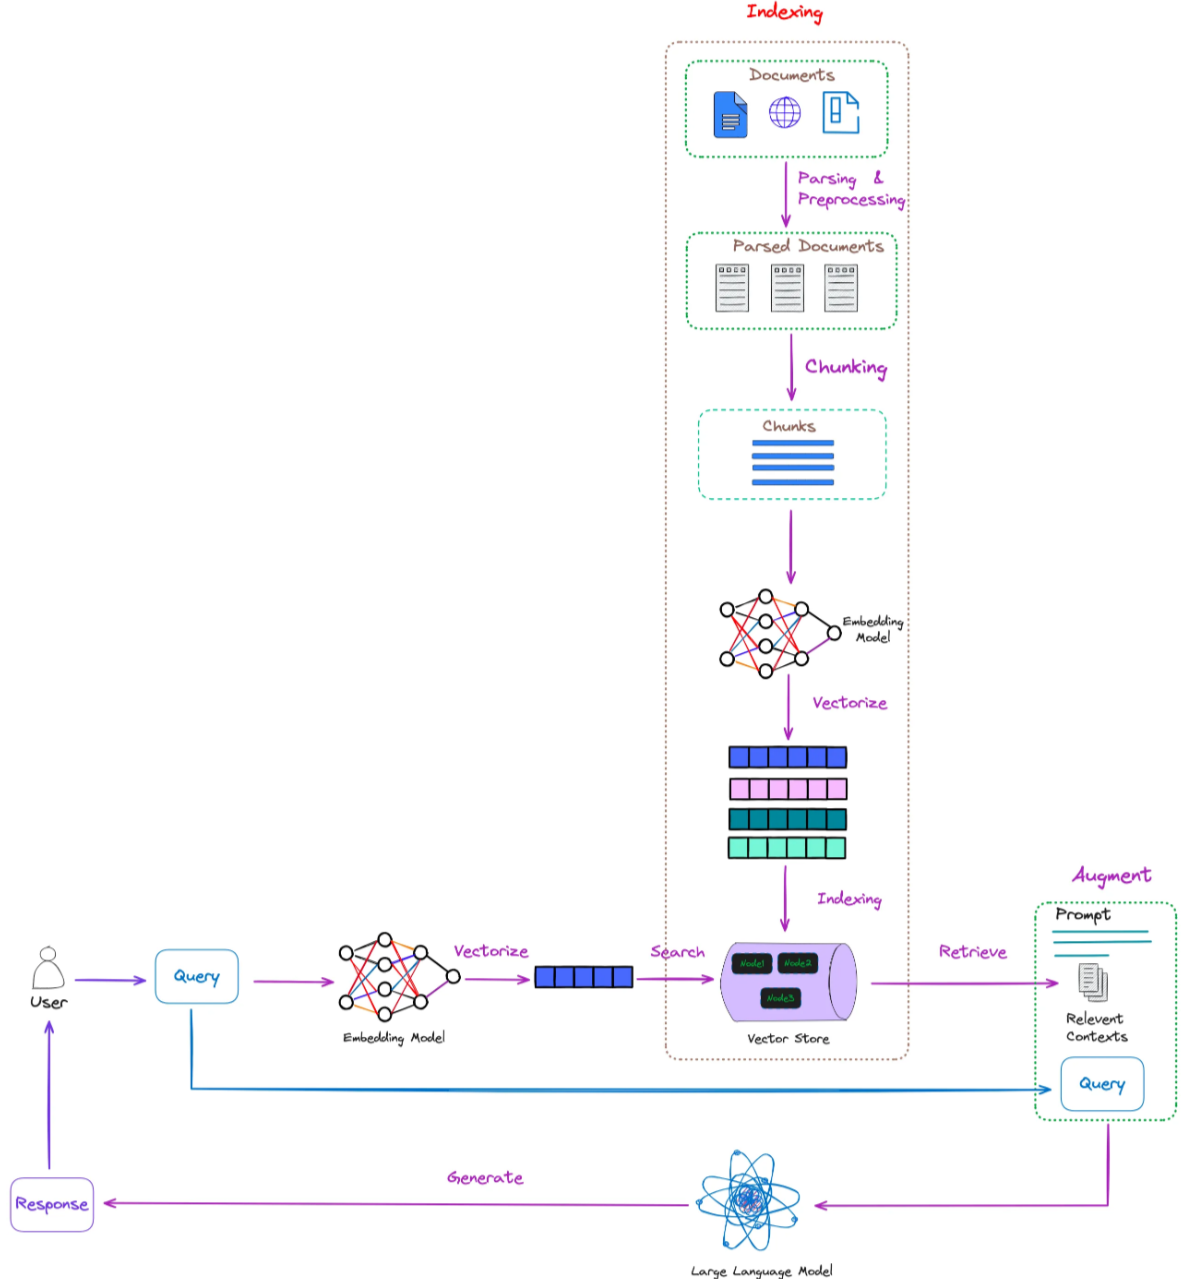 Indexing
Documents
Parsing &
Preprocessing
Parsed Documents
Chunking
Chunks
Embedding
Model
Vectorize
Indexing
Augment
Prompt
User
Query
Embedding Model
Vectorize
Search
Node1
Node2
Node3
Vector Store
Retrieve
Relevent
Contexts
Query
Generate
Response
Large Language Model